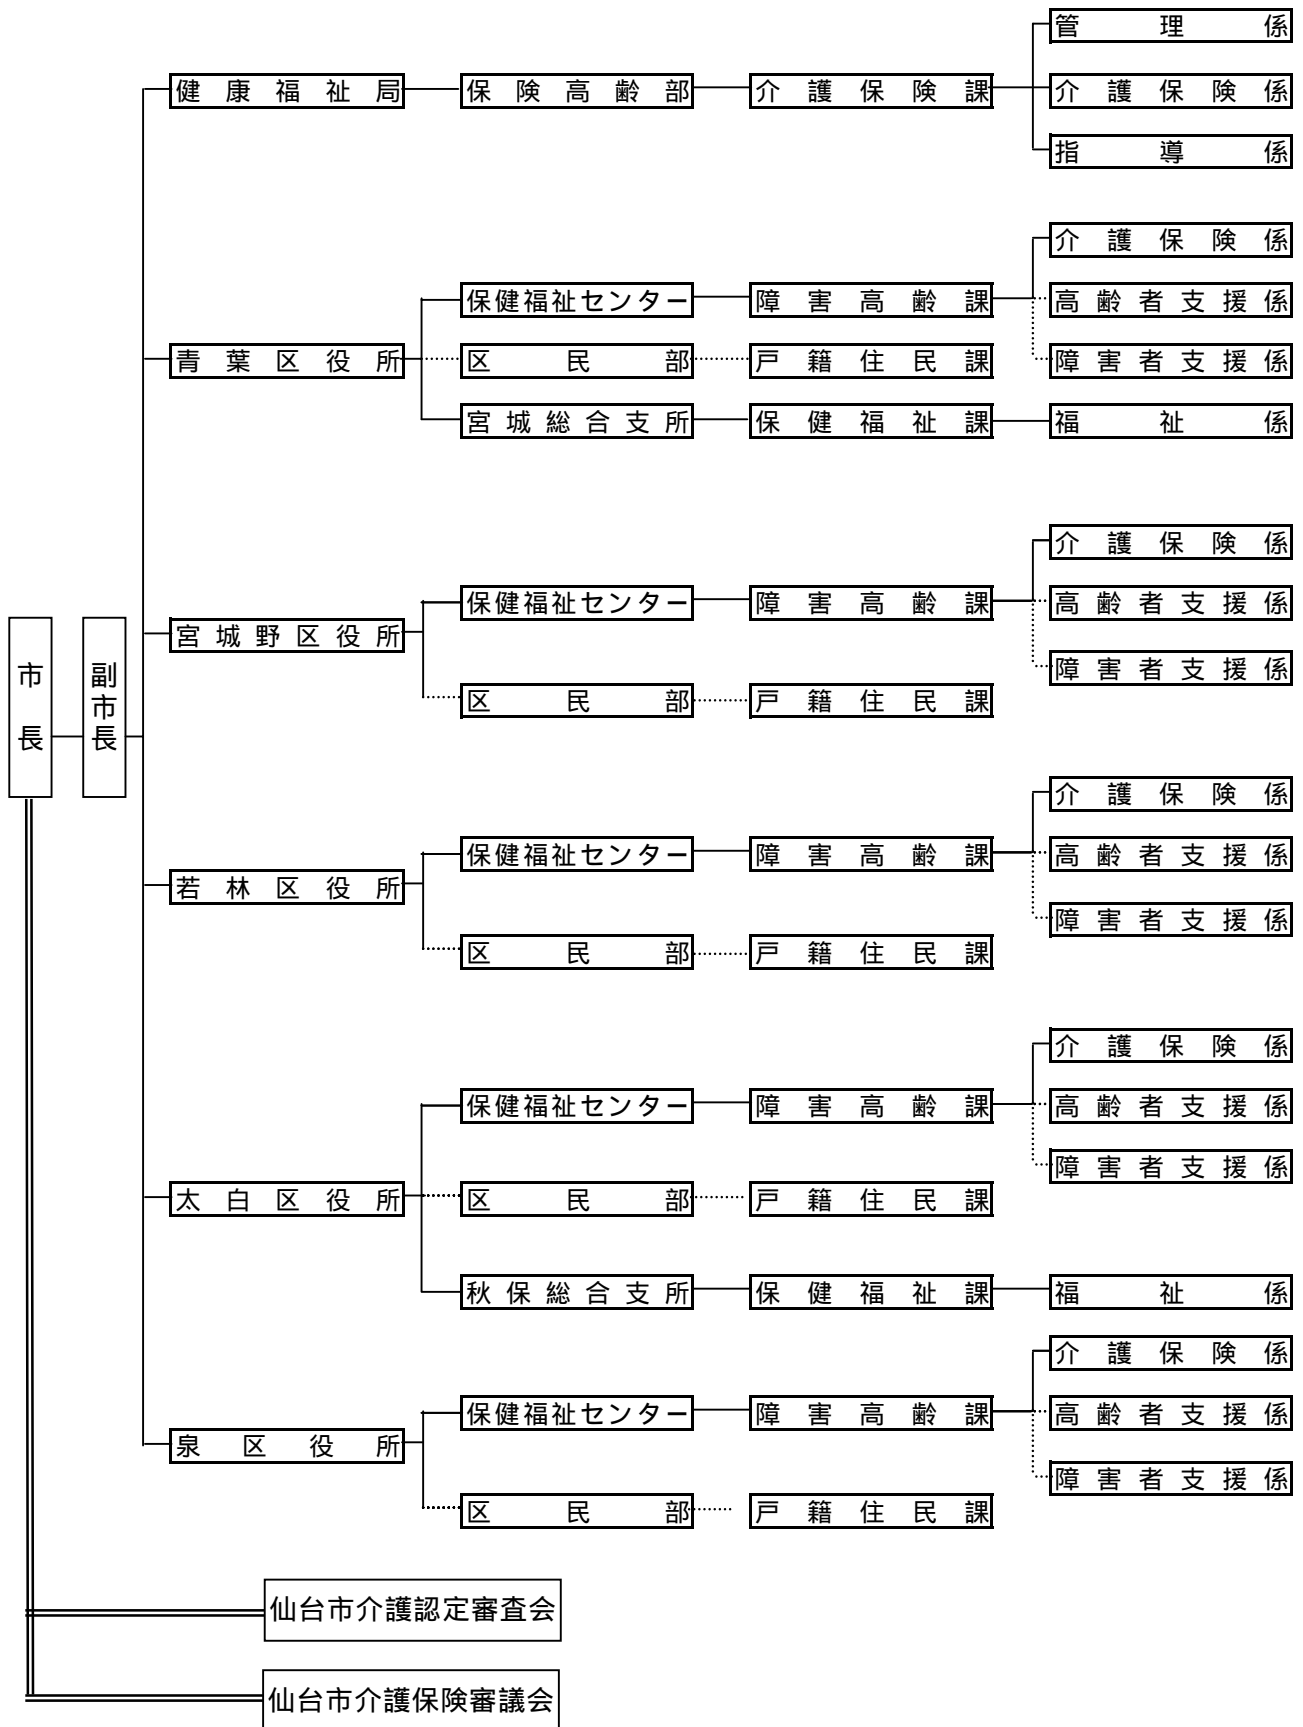 管理係
健康福祉局 保険高齢部 介護保険課 介護保険係
指導係
介護保険係
保健福祉センター 障害高齢課 高齢者支援係
青葉区役所 区民部 戸籍住民課 障害者支援係
宮城総合支所 保健福祉課 福祉係
介護保険係
保健福祉センター 障害高齢課 高齢者支援係
宮城野区役所
障害者支援係
区民部 戸籍住民課
市長
副市長
介護保険係
保健福祉センター 障害高齢課 高齢者支援係
若林区役所
障害者支援係
区民部 戸籍住民課
介護保険係
保健福祉センター 障害高齢課 高齢者支援係
障害者支援係
太白区役所 区民部 戸籍住民課
秋保総合支所 保健福祉課 福祉係
介護保険係
保健福祉センター 障害高齢課 高齢者支援係
泉区役所
障害者支援係
区民部 戸籍住民課
仙台市介護認定審査会
仙台市介護保険審議会